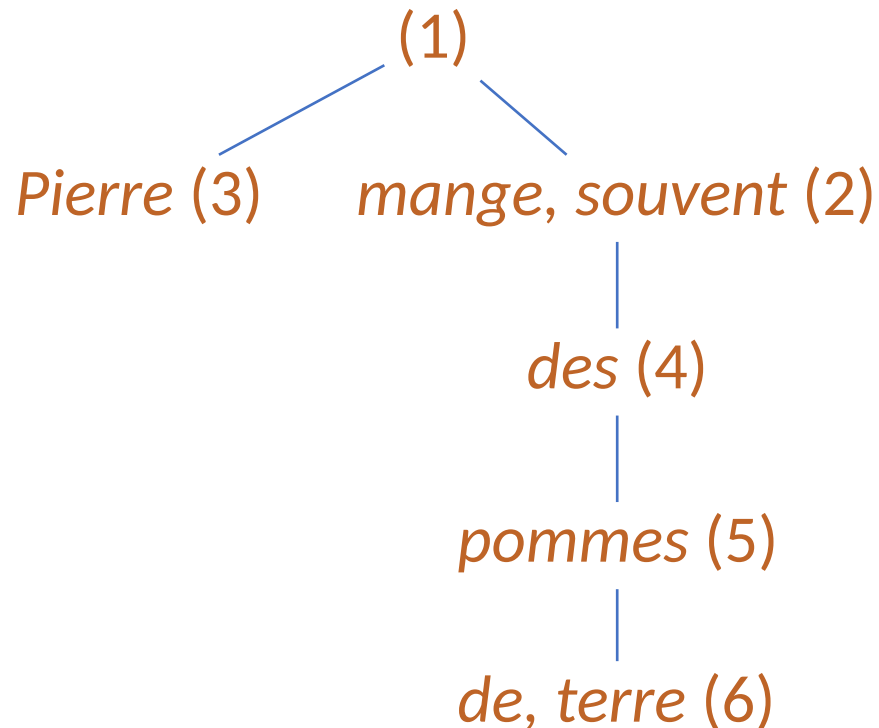 (1)
Pierre (3) mange, souvent (2)
des (4)
pommes (5)
de, terre (6)